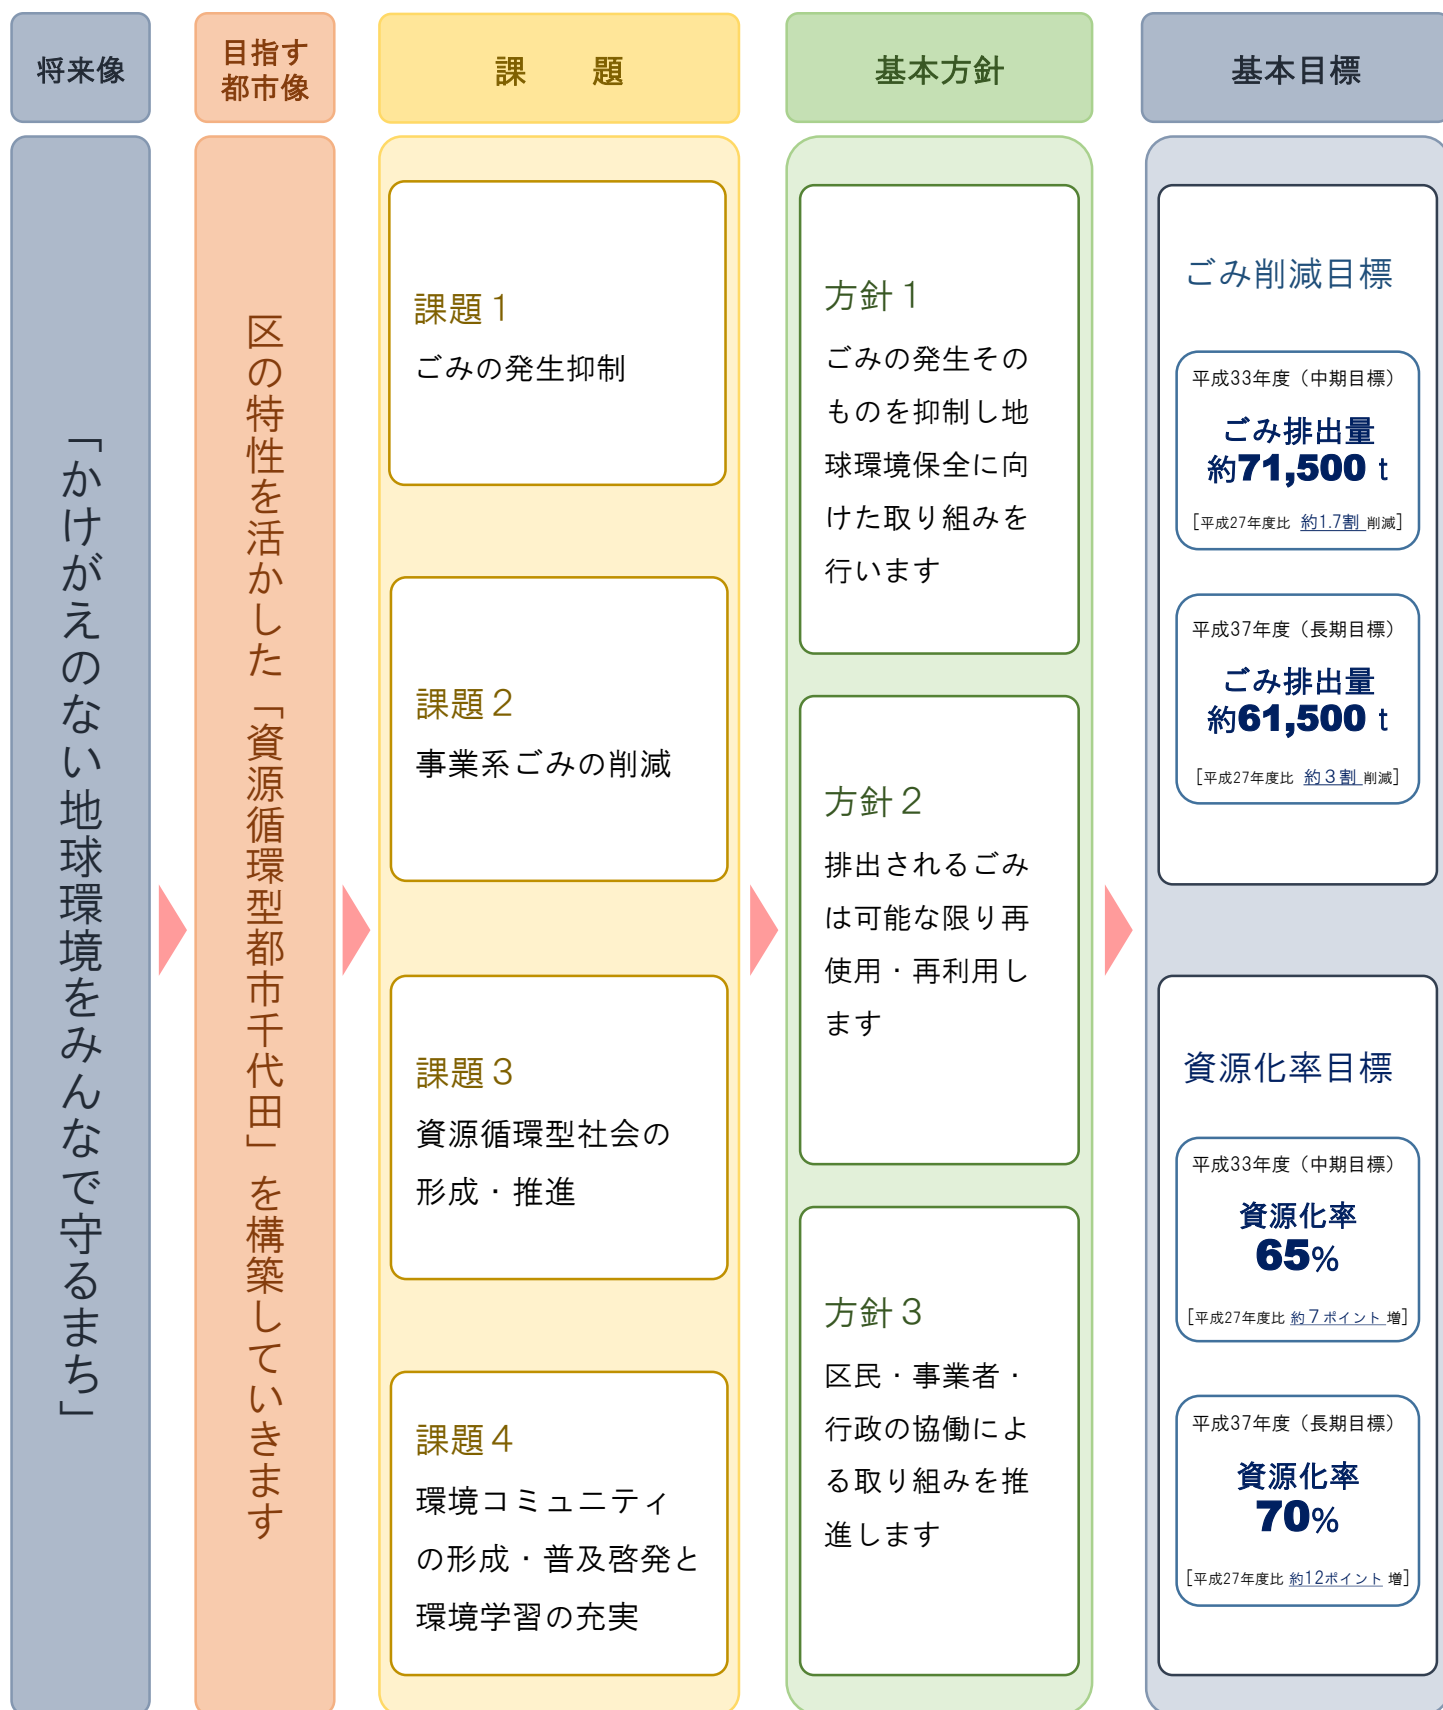 将来像
「かけがえのない地球環境をみんなで守るまち」
目指す
都市像
区の特性を活かした「資源循環型都市千代田」を構築していきます
課　題
課題１
ごみの発生抑制
課題２
事業系ごみの削減
課題３
資源循環型社会の
形成・推進
課題４
環境コミュニティ
の形成・普及啓発と
環境学習の充実
基本方針
方針１
ごみの発生その
ものを抑制し地
球環境保全に向
けた取り組みを
行います
方針２
排出されるごみ
は可能な限り再
使用・再利用し
ます
方針３
区民・事業者・
行政の協働によ
る取り組みを推
進します
基本目標
ごみ削減目標
平成33年度（中期目標）
ごみ排出量
約71,500 t
[平成27年度比 約1.7割 削減]
平成37年度（長期目標）
ごみ排出量
約61,500 t
[平成27年度比 約３割 削減]
資源化率目標
平成33年度（中期目標）
資源化率
65%
[平成27年度比 約７ポイント 増]
平成37年度（長期目標）
資源化率
70%
[平成27年度比 約12ポイント 増]